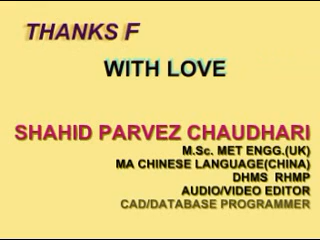 THANKS F
WITH LOVE
SHAHID PARVEZ CHAUDHARI
M.Sc. MET ENGG.(UK)
MA CHINESE LANGUAGE(CHINA)
DHMS RHMP
AUDIO/VIDEO EDITOR
CAD/DATABASE PROGRAMMER